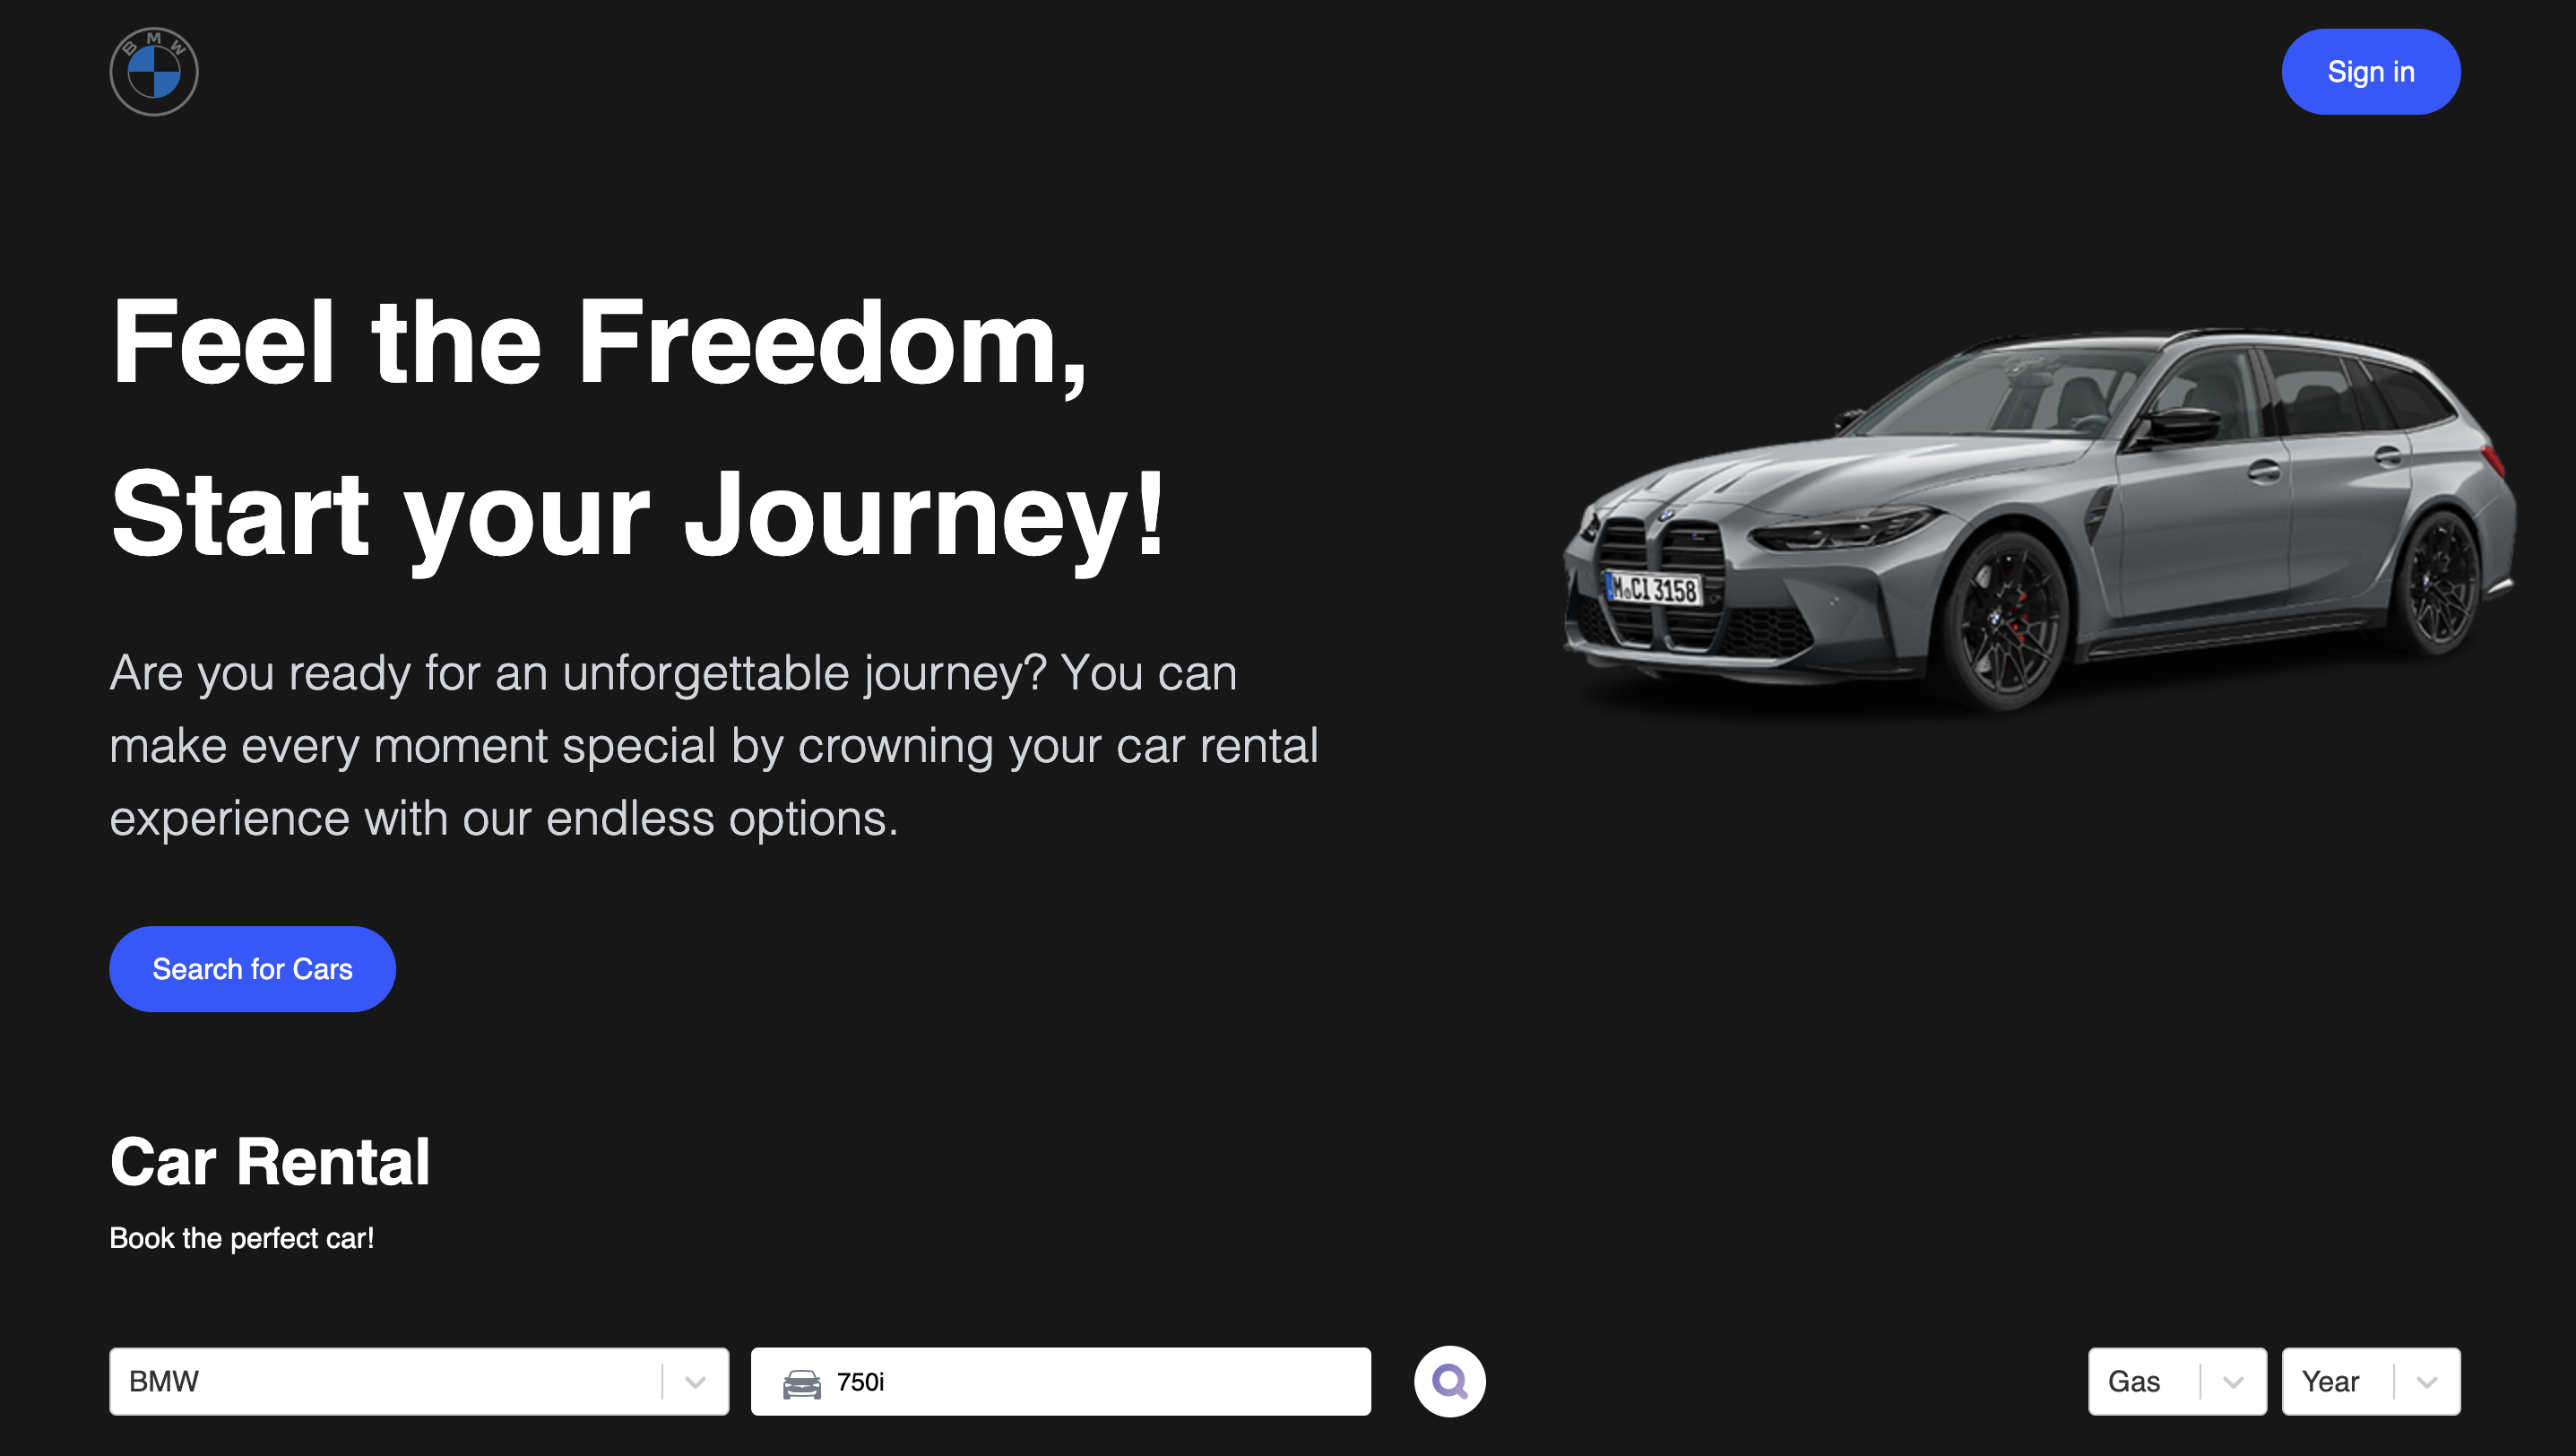 BMW
Sign in
Feel the Freedom,
Start your Journey!
Are you ready for an unforgettable journey? You can
make every moment special by crowning your car rental
experience with our endless options.
M CI 3158
Search for Cars
Car Rental
Book the perfect car!
BMW
750i
Gas
Year